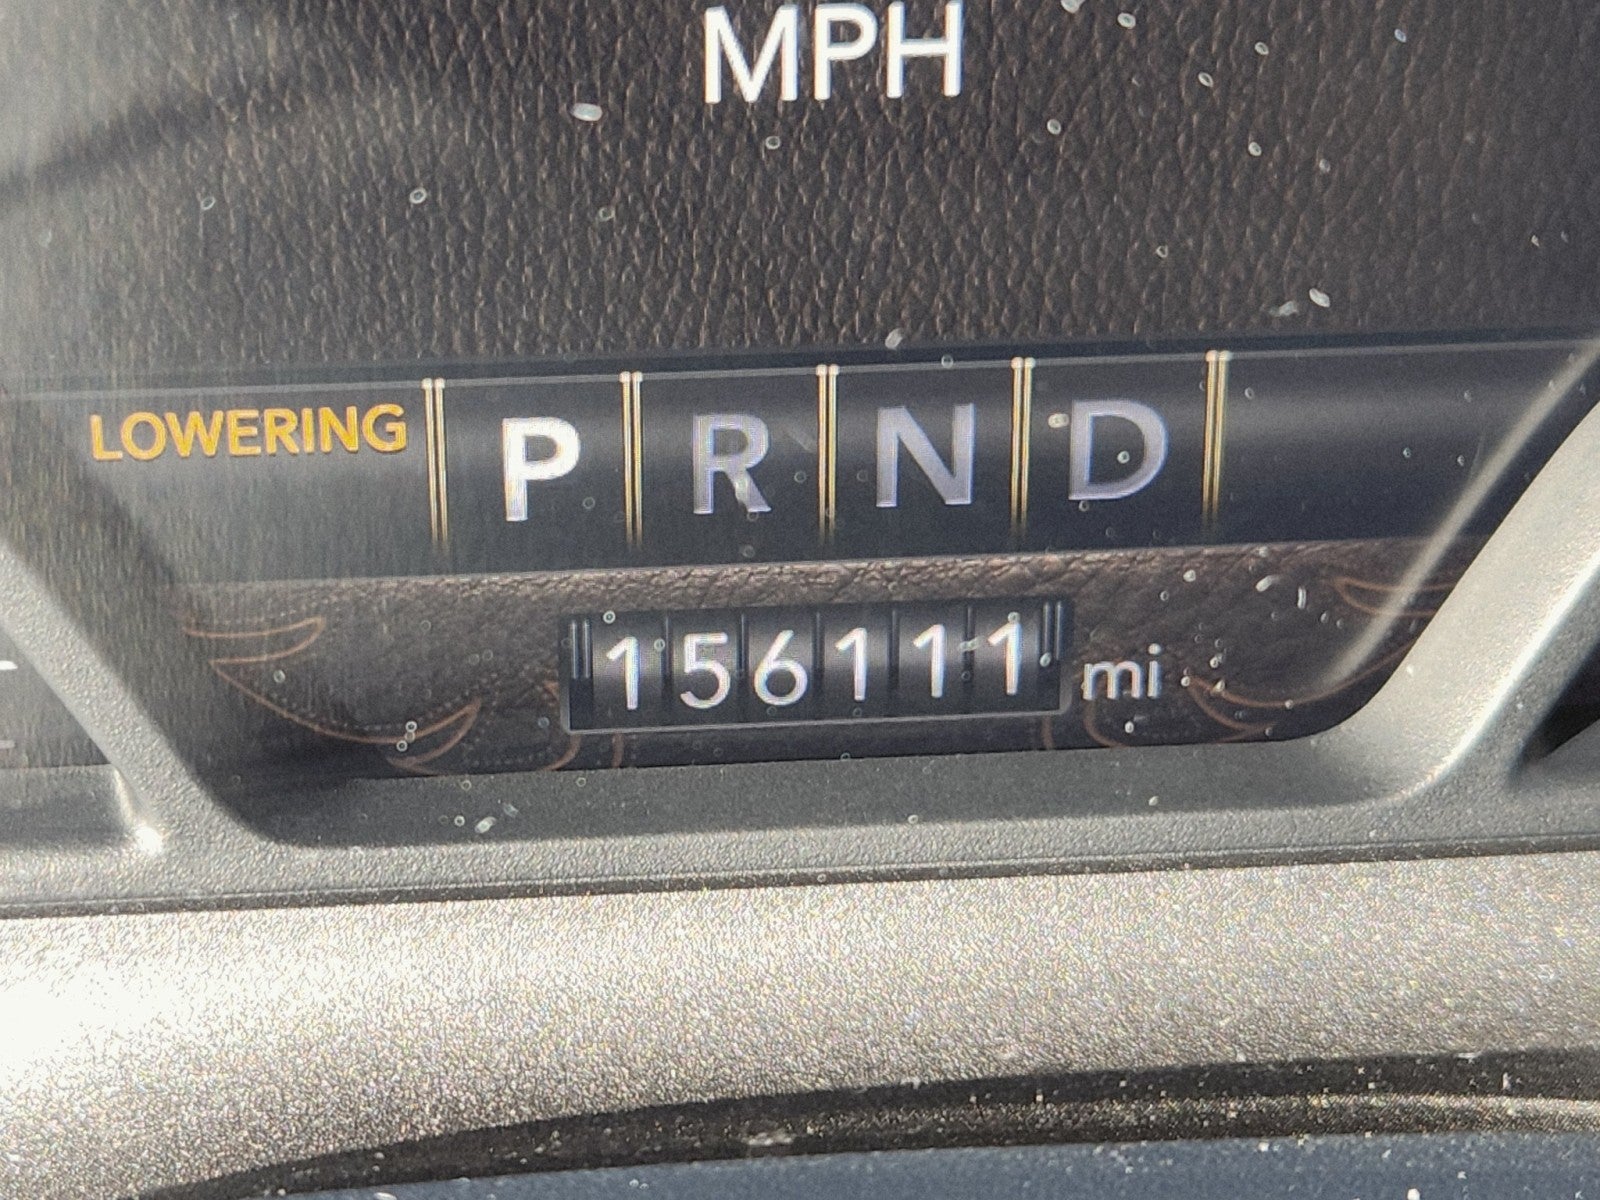 MPH
LOWERING P R N D
156111 mi